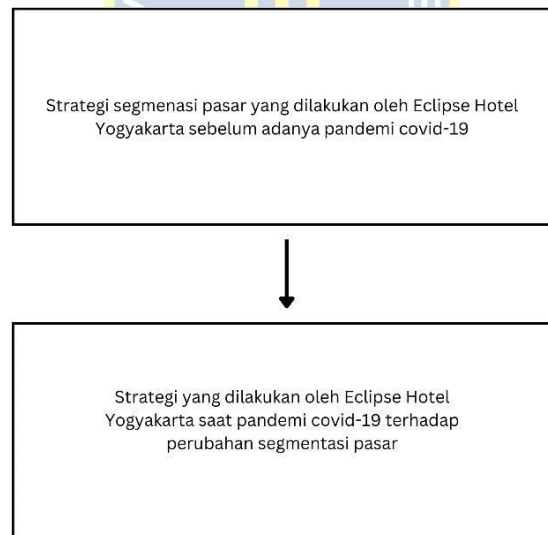 Strategi segmenasi pasar yang dilakukan oleh Eclipse Hotel
Yogyakarta sebelum adanya pandemi covid-19
Strategi yang dilakukan oleh Eclipse Hotel
Yogyakarta saat pandemi covid-19 terhadap
perubahan segmentasi pasar